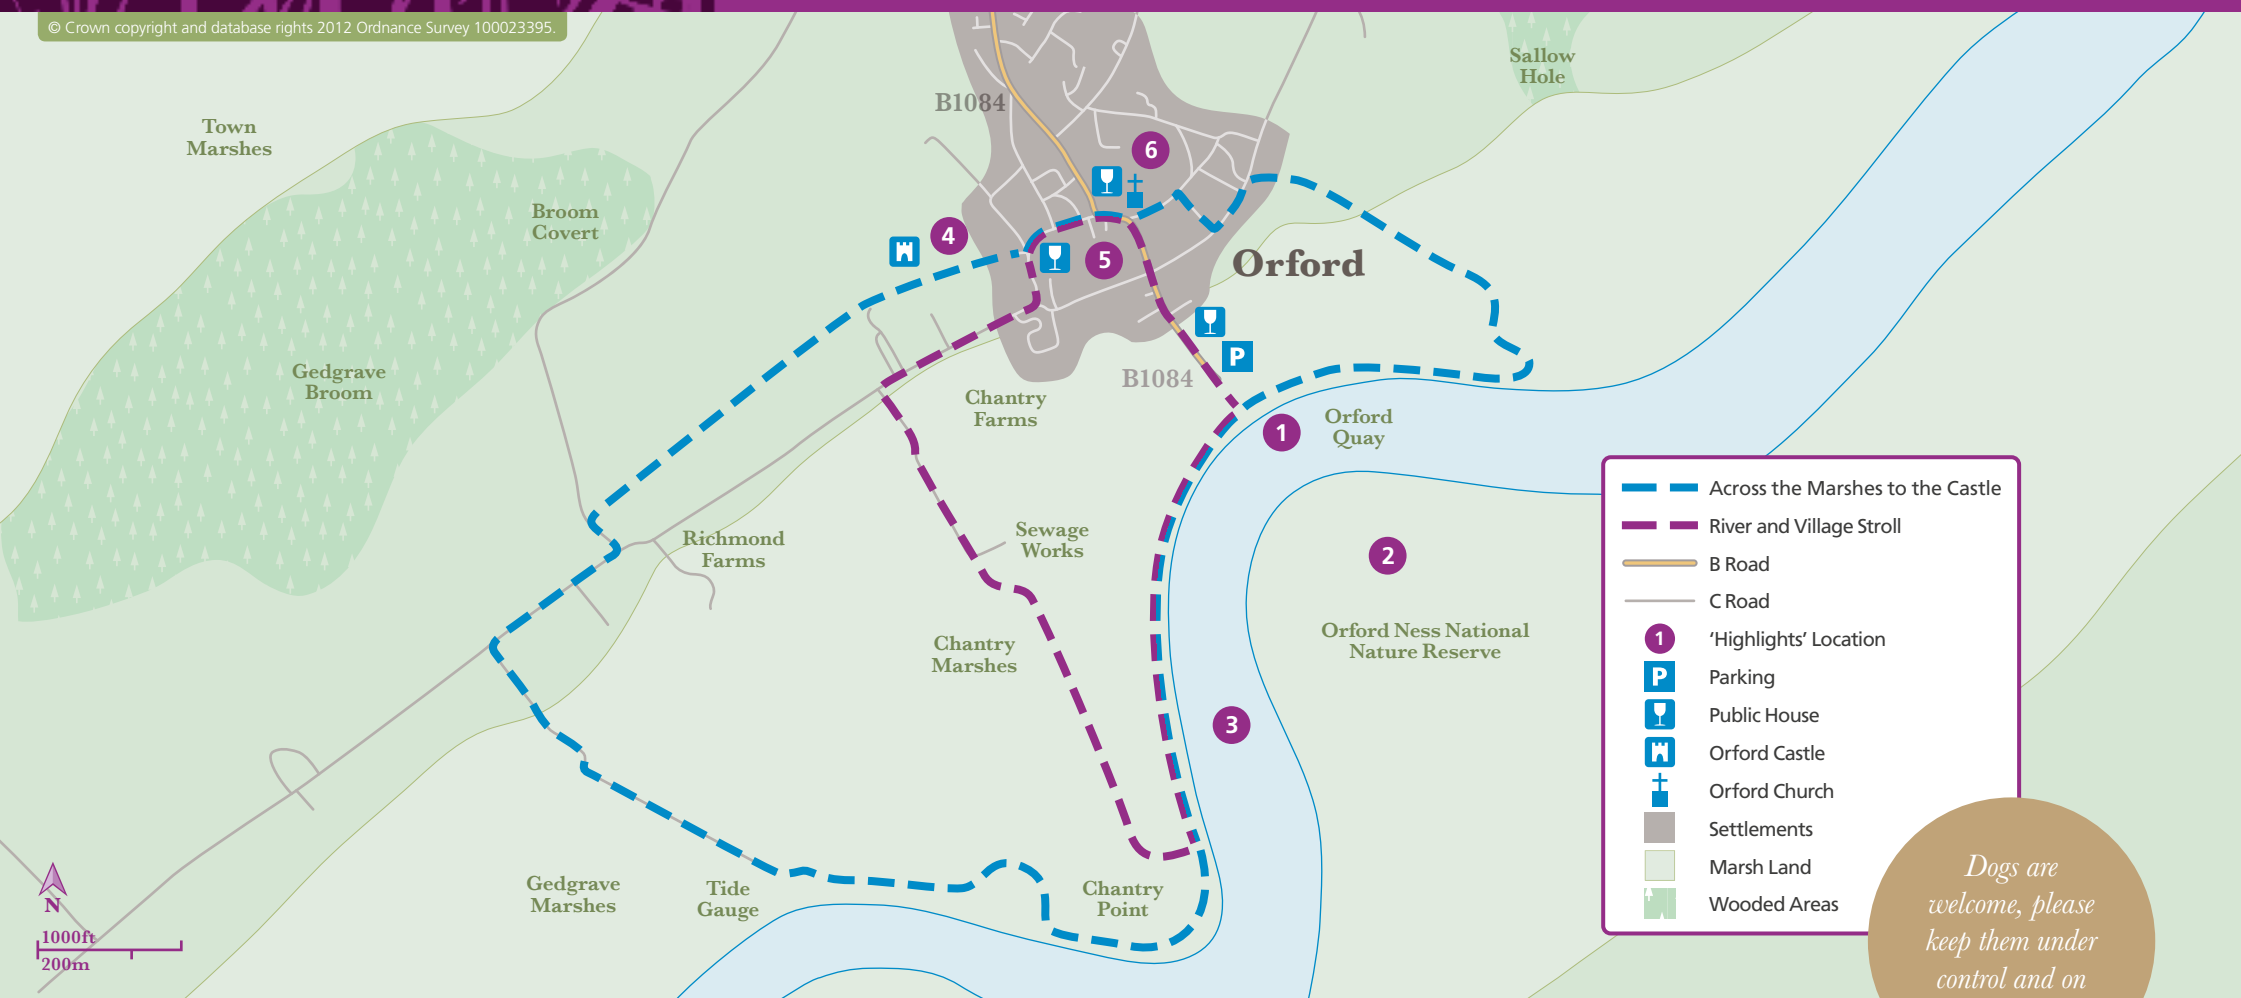 © Crown copyright and database rights 2012 Ordnance Survey 100023395.
Sallow
Hole
B1084
Town
Marshes
6
Broom
Covert
4
5
Orford
Gedgrave
Broom
P
B1084
Chantry
Farms
1
Orford
Quay
Richmond
Farms
Sewage
Works
2
Chantry
Marshes
Orford Ness National
Nature Reserve
3
Gedgrave
Marshes
Tide
Gauge
Chantry
Point
N
1000ft
200m
Across the Marshes to the Castle
River and Village Stroll
B Road
C Road
1 ‘Highlights’ Location
P Parking
Public House
Orford Castle
Orford Church
Settlements
Marsh Land
Wooded Areas
Dogs are
welcome, please
keep them under
control and on